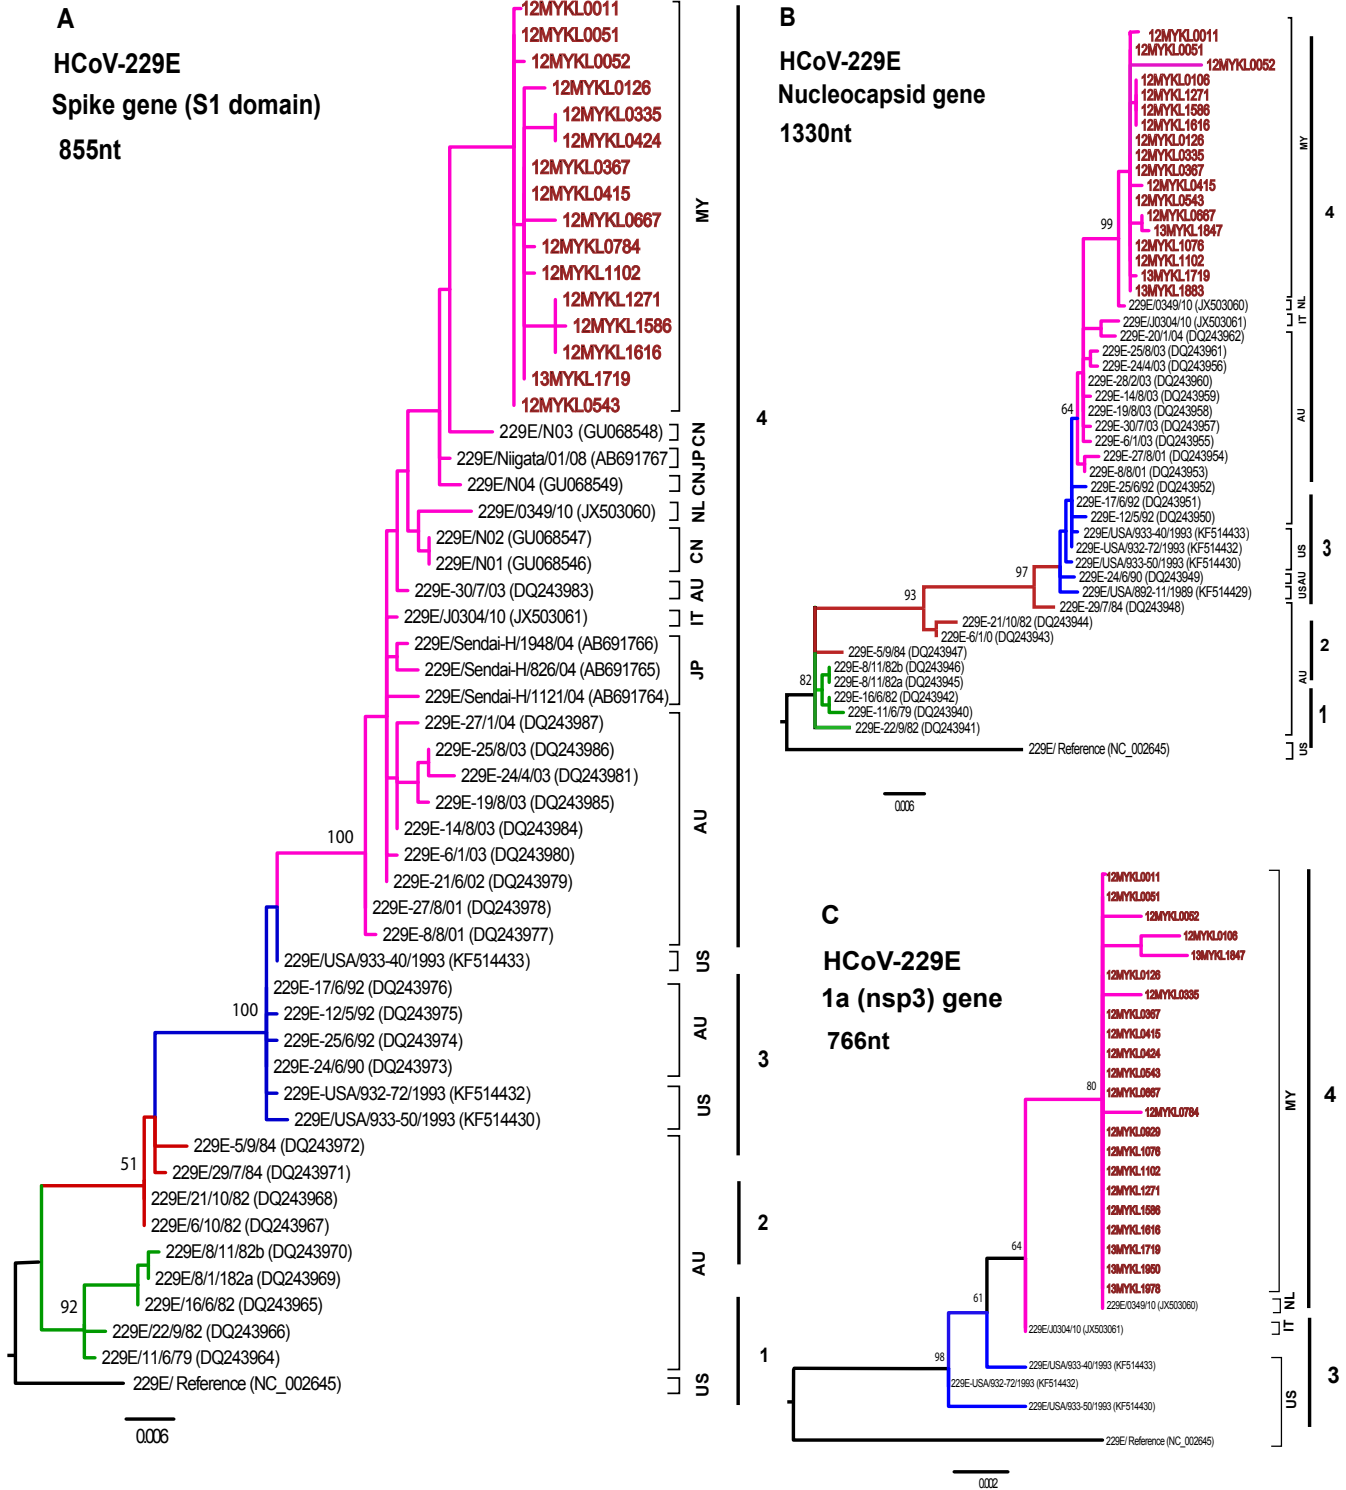 A
HCoV-229E
Spike gene (S1 domain)
855nt
12MYKL0011
12MYKL0051
12MYKL0052
12MYKL0126
12MYKL0335
12MYKL0424
12MYKL0367
12MYKL0415
12MYKL0667
12MYKL0784
12MYKL1102
12MYKL1271
12MYKL1586
12MYKL1616
13MYKL1719
12MYKL0543
229E/N03 (GU068548)
229E/Niigata/01/08 (AB691767
229E/N04 (GU068549)
229E/0349/10 (JX503060)
229E/N02 (GU068547)
229E/N01 (GU068546)
229E-30/7/03 (DQ243983)
229E/J0304/10 (JX503061)
229E/Sendai-H/1948/04 (AB691766)
229E/Sendai-H/826/04 (AB691765)
229E/Sendai-H/1121/04 (AB691764)
229E-27/1/04 (DQ243987)
229E-25/8/03 (DQ243986)
229E-24/4/03 (DQ243981)
229E-19/8/03 (DQ243985)
229E-14/8/03 (DQ243984)
229E-6/1/03 (DQ243980)
229E-21/6/02 (DQ243979)
229E-27/8/01 (DQ243978)
229E-8/8/01 (DQ243977)
229E/USA/933-40/1993 (KF514433)
229E-17/6/92 (DQ243976)
229E-12/5/92 (DQ243975)
229E-25/6/92 (DQ243974)
229E-24/6/90 (DQ243973)
229E-USA/932-72/1993 (KF514432)
229E/USA/933-50/1993 (KF514430)
229E-5/9/84 (DQ243972)
229E/29/7/84 (DQ243971)
229E/21/10/82 (DQ243968)
229E/6/10/82 (DQ243967)
229E/8/11/82b (DQ243970)
229E/8/1/182a (DQ243969)
229E/16/6/82 (DQ243965)
229E/22/9/82 (DQ243966)
229E/11/6/79 (DQ243964)
229E/ Reference (NC_002645)
100
100
51
92
0.006
MY
CN
JP
CN
NL
CN
AU
IT
JP
AU
US
AU
US
AU
US
4
3
2
1
B
HCoV-229E
Nucleocapsid gene
1330nt
12MYKL0011
12MYKL0051
12MYKL0052
12MYKL0106
12MYKL1271
12MYKL1586
12MYKL1616
12MYKL0126
12MYKL0335
12MYKL0367
12MYKL0415
12MYKL0543
12MYKL0667
13MYKL1847
12MYKL1076
12MYKL1102
13MYKL1719
13MYKL1883
229E/0349/10 (JX503060)
229E/J0304/10 (JX503061)
229E-20/1/04 (DQ243962)
229E-25/8/03 (DQ243961)
229E-24/4/03 (DQ243956)
229E-28/2/03 (DQ243960)
229E-14/8/03 (DQ243959)
229E-19/8/03 (DQ243958)
229E-30/7/03 (DQ243957)
229E-6/1/03 (DQ243955)
229E-27/8/01 (DQ243954)
229E-8/8/01 (DQ243953)
229E-25/6/92 (DQ243952)
229E-17/6/92 (DQ243951)
229E-12/5/92 (DQ243950)
229E/USA/933-40/1993 (KF514433)
229E-USA/932-72/1993 (KF514432)
229E/USA/933-50/1993 (KF514430)
229E-24/6/90 (DQ243949)
229E/USA/892-11/1989 (KF514429)
229E-29/7/84 (DQ243948)
229E-21/10/82 (DQ243944)
229E-6/1/0 (DQ243943)
229E-5/9/84 (DQ243947)
229E-8/11/82b (DQ243946)
229E-8/11/82a (DQ243945)
229E-16/6/82 (DQ243942)
229E-11/6/79 (DQ243940)
229E-22/9/82 (DQ243941)
229E/ Reference (NC_002645)
99
64
97
93
82
0.006
MY
NL
IT
AU
US
AU
US
AU
US
4
3
2
1
C
HCoV-229E
1a (nsp3) gene
766nt
12MYKL0011
12MYKL0051
12MYKL0052
12MYKL0106
13MYKL1847
12MYKL0126
12MYKL0335
12MYKL0367
12MYKL0415
12MYKL0424
12MYKL0543
12MYKL0667
12MYKL0784
12MYKL0929
12MYKL1076
12MYKL1102
12MYKL1271
12MYKL1586
12MYKL1616
13MYKL1719
13MYKL1950
13MYKL1978
229E/0349/10 (JX503060)
229E/J0304/10 (JX503061)
229E/USA/933-40/1993 (KF514433)
229E-USA/932-72/1993 (KF514432)
229E/USA/933-50/1993 (KF514430)
229E/ Reference (NC_002645)
80
64
61
98
0.002
MY
NL
IT
US
4
3